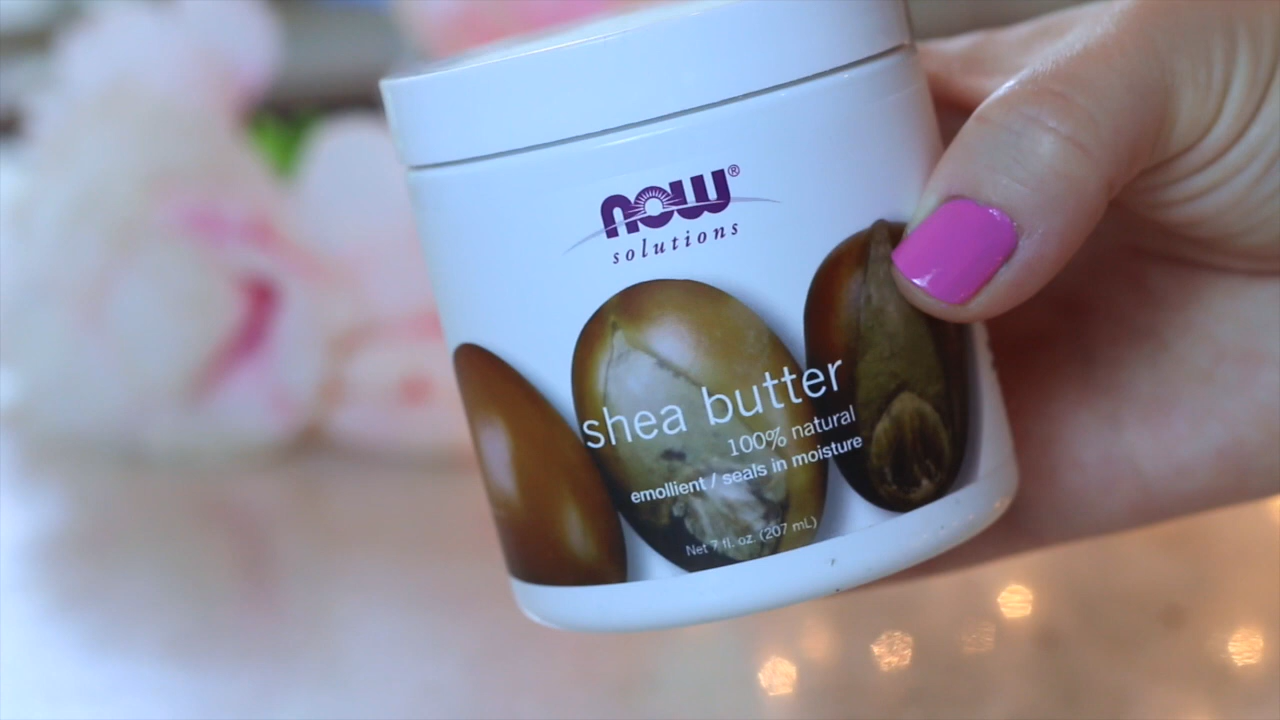 now®
solutions
shea butter
100% natural
emollient / seals in moisture
Net 7 fl. oz. (207 mL)